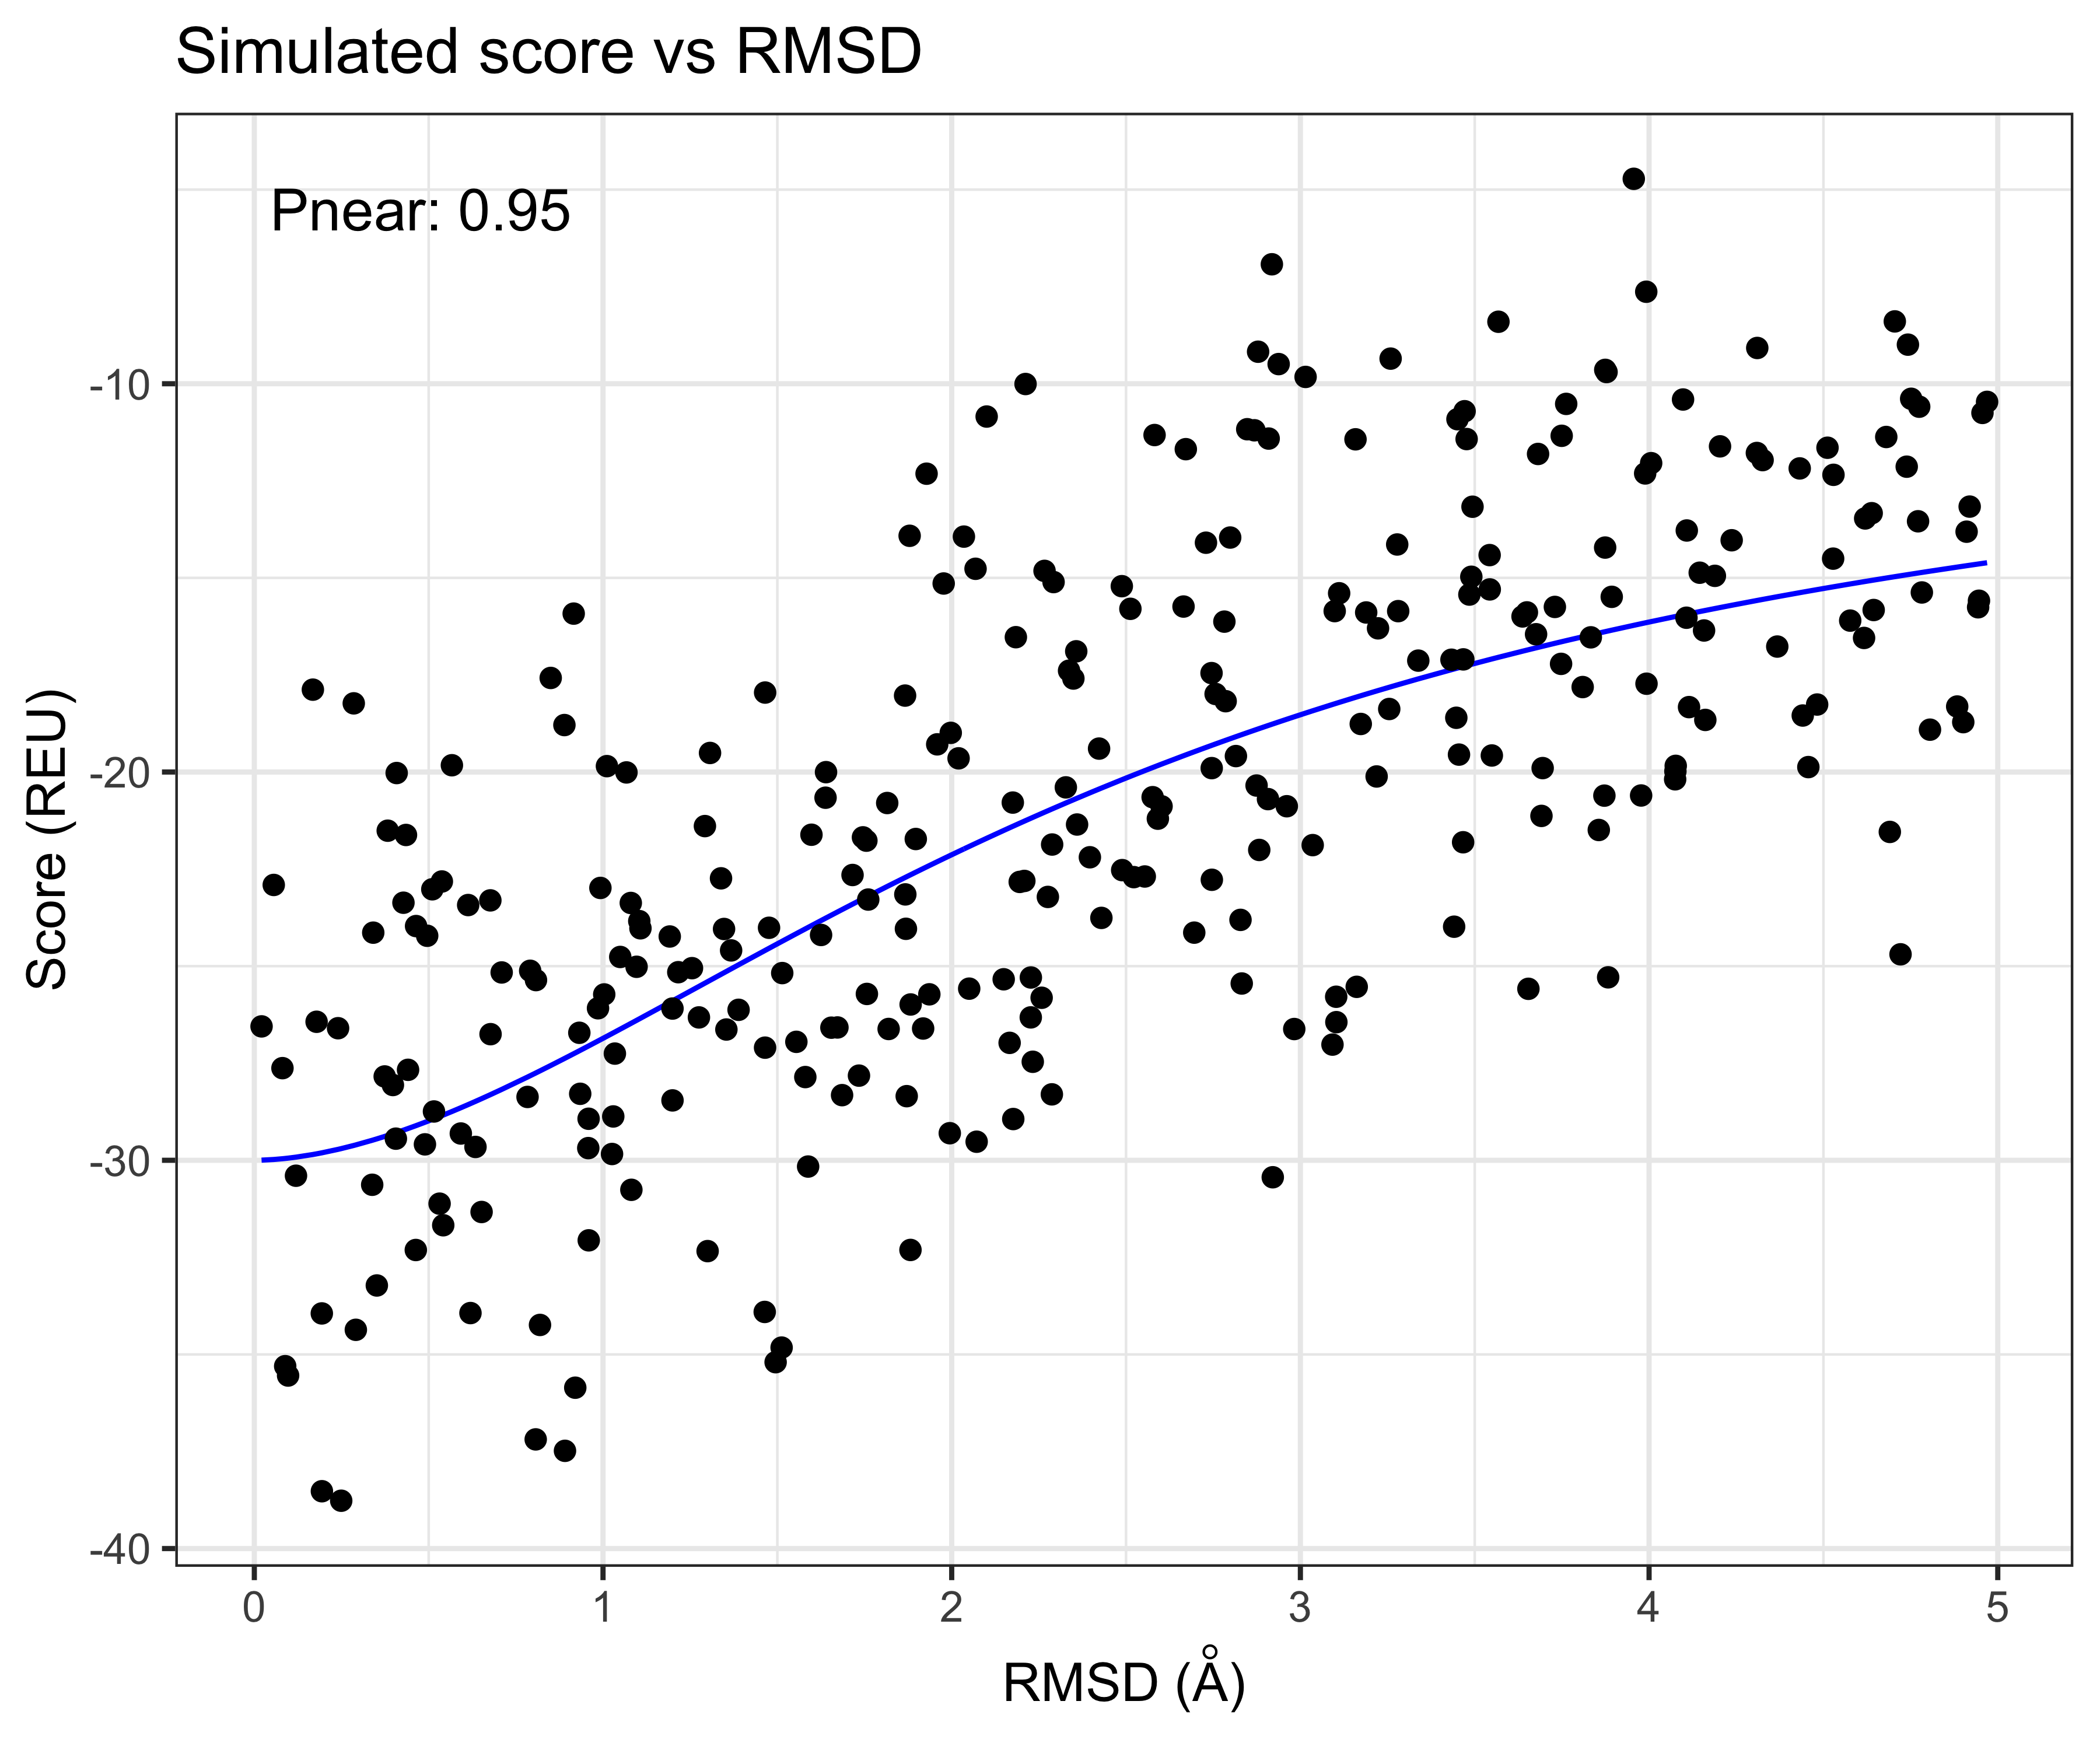 Simulated score vs RMSD
Pnear: 0.95
Score (REU)
-10
-20
-30
-40
0 1 2 3 4 5
RMSD (Å)